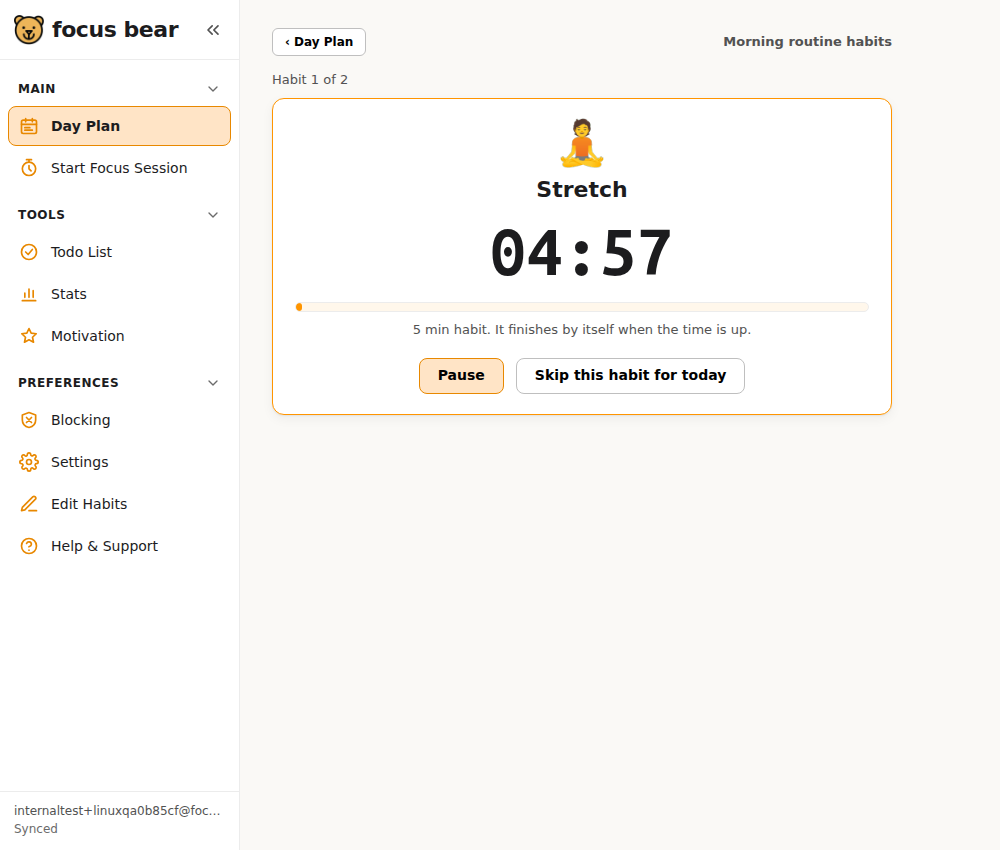 focus bear
MAIN
Day Plan
Start Focus Session
TOOLS
Todo List
Stats
Motivation
PREFERENCES
Blocking
Settings
Edit Habits
Help & Support
internaltest+linuxqa0b85cf@foc...
Synced
‹ Day Plan
Morning routine habits
Habit 1 of 2
Stretch
04:57
5 min habit. It finishes by itself when the time is up.
Pause
Skip this habit for today